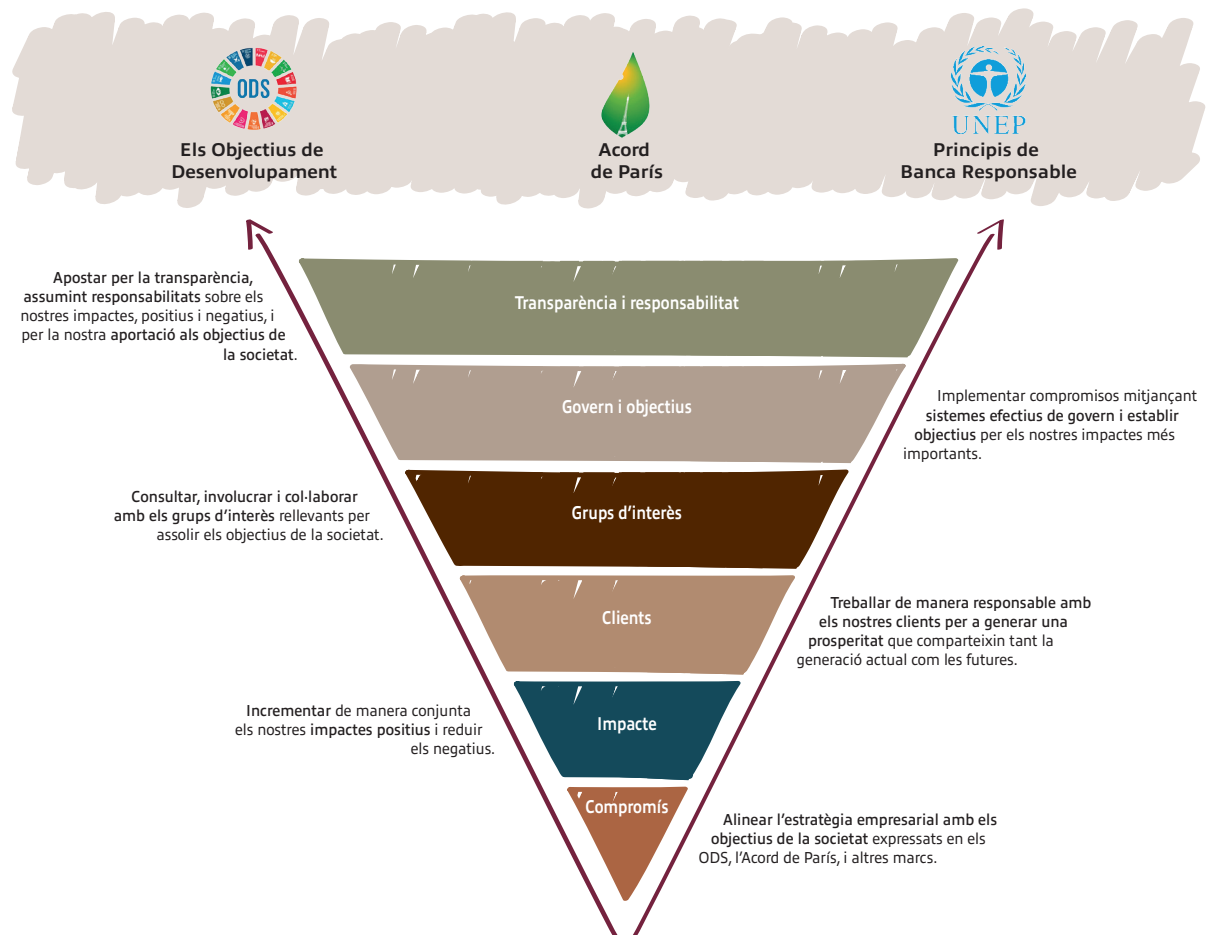 ODS
Els Objectius de
Desenvolupament
Acord
de París
UNEP
Principis de
Banca Responsable
Apostar per la transparència,
assumint responsabilitats sobre els
nostres impactes, positius i negatius, i
per la nostra aportació als objectius de
la societat.
Transparència i responsabilitat
Govern i objectius
Implementar compromisos mitjançant
sistemes efectius de govern i establir
objectius per els nostres impactes més
importants.
Consultar, involucrar i col·laborar
amb els grups d'interès rellevants per
assolir els objectius de la societat.
Grups d'interès
Clients
Treballar de manera responsable amb
els nostres clients per a generar una
prosperitat que comparteixin tant la
generació actual com les futures.
Incrementar de manera conjunta
els nostres impactes positius i reduir
els negatius.
Impacte
Compromís
Alinear l'estratègia empresarial amb els
objectius de la societat expressats en els
ODS, l'Acord de París, i altres marcs.